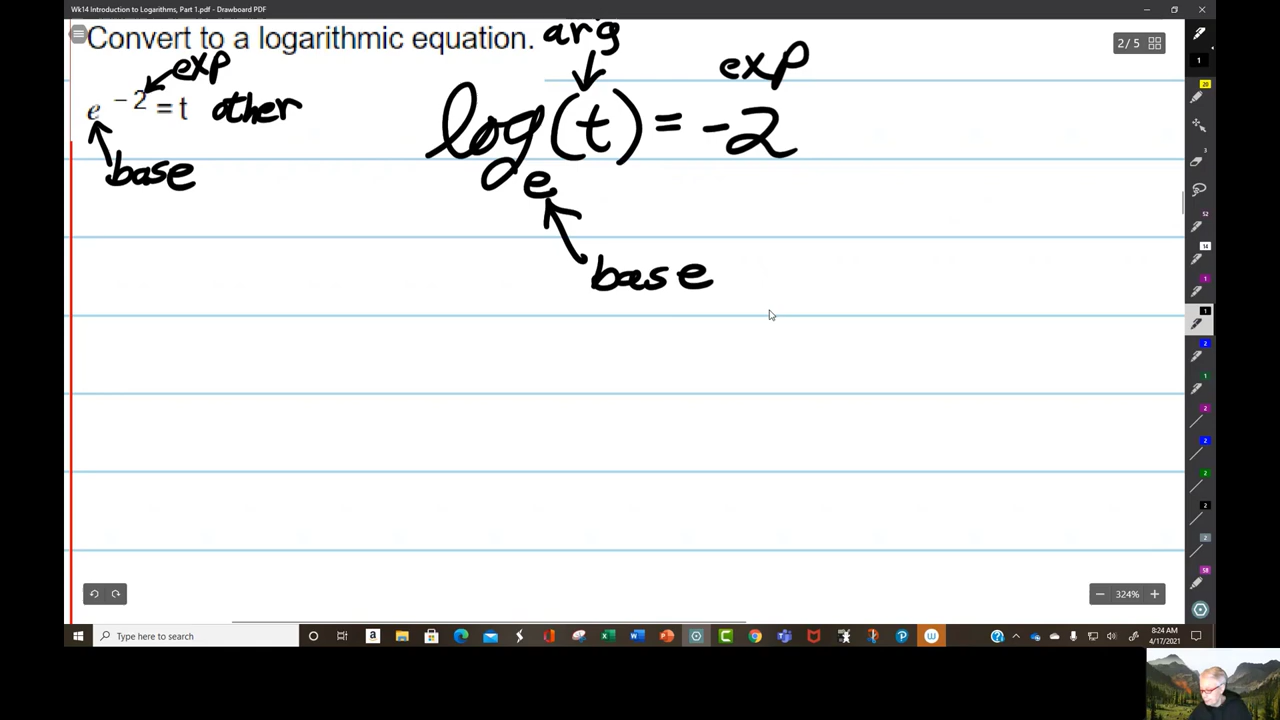 Wk14 Introduction to Logarithms, Part 1.pdf - Drawboard PDF
Convert to a logarithmic equation.
arg
2 / 5
exp
exp
e ⁻² = t other
log_e(t) = -2
base
base
324%
Type here to search
8:24 AM
4/17/2021